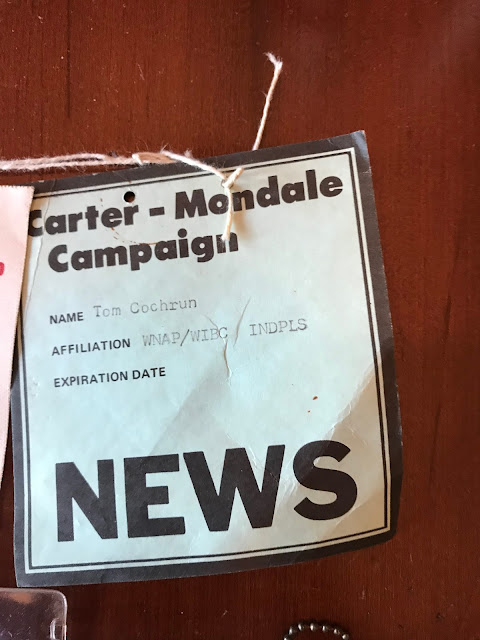 Carter - Mondale
Campaign
NAME Tom Cochrun
AFFILIATION WNAP/WIBC / INDPLS
EXPIRATION DATE
NEWS